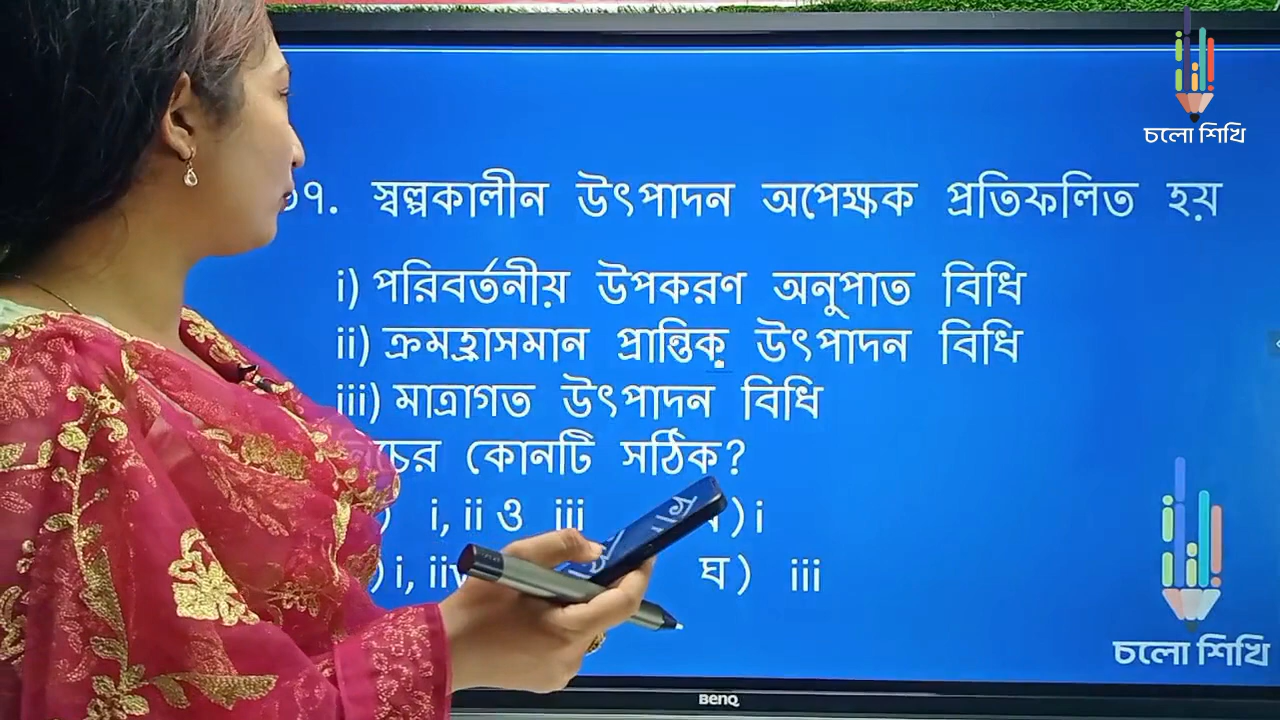 চলো শিখি
৩৭. স্বল্পকালীন উৎপাদন অপেক্ষক প্রতিফলিত হয়
i) পরিবর্তনীয় উপকরণ অনুপাত বিধি
ii) ক্রমহ্রাসমান প্রান্তিক উৎপাদন বিধি
iii) মাত্রাগত উৎপাদন বিধি
কোনটি সঠিক?
i, ii ও iii ) i
) i, ii ঘ) iii
চলো শিখি
BenQ